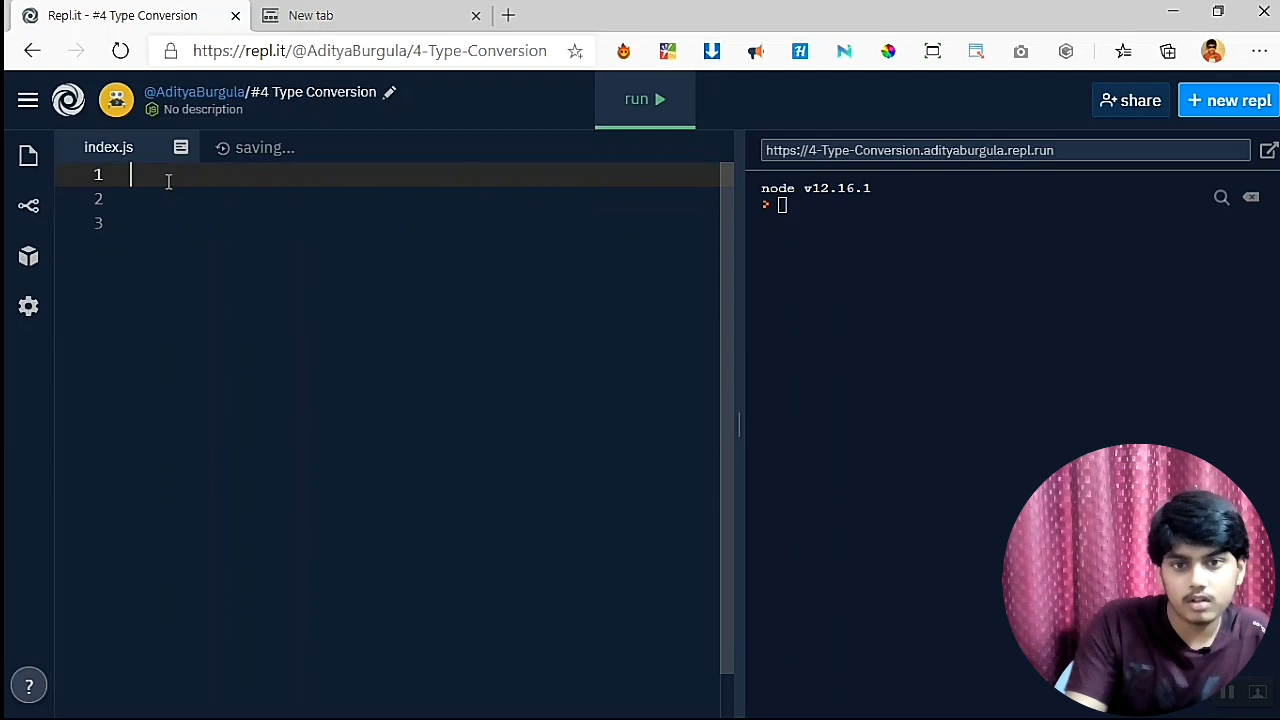 Repl.it - #4 Type Conversion
New tab
https://repl.it/@AdityaBurgula/4-Type-Conversion
@AdityaBurgula/#4 Type Conversion
No description
run
share
+ new repl
index.js
saving...
https://4-Type-Conversion.adityaburgula.repl.run
1
2
3
node v12.16.1
>
?